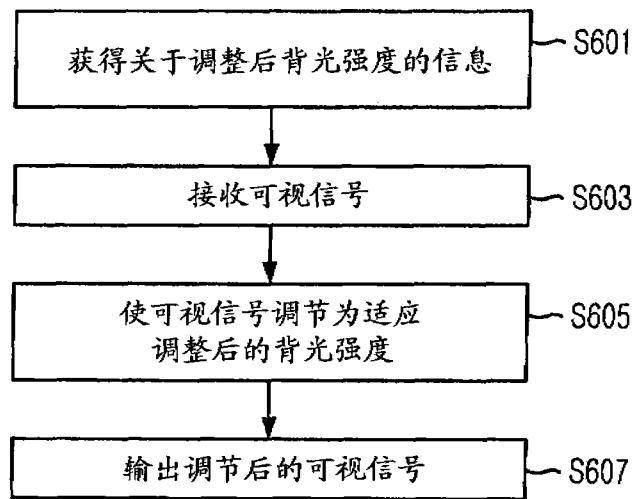 获得关于调整后背光强度的信息
S601
接收可视信号
S603
使可视信号调节为适应
调整后的背光强度
S605
输出调节后的可视信号
S607